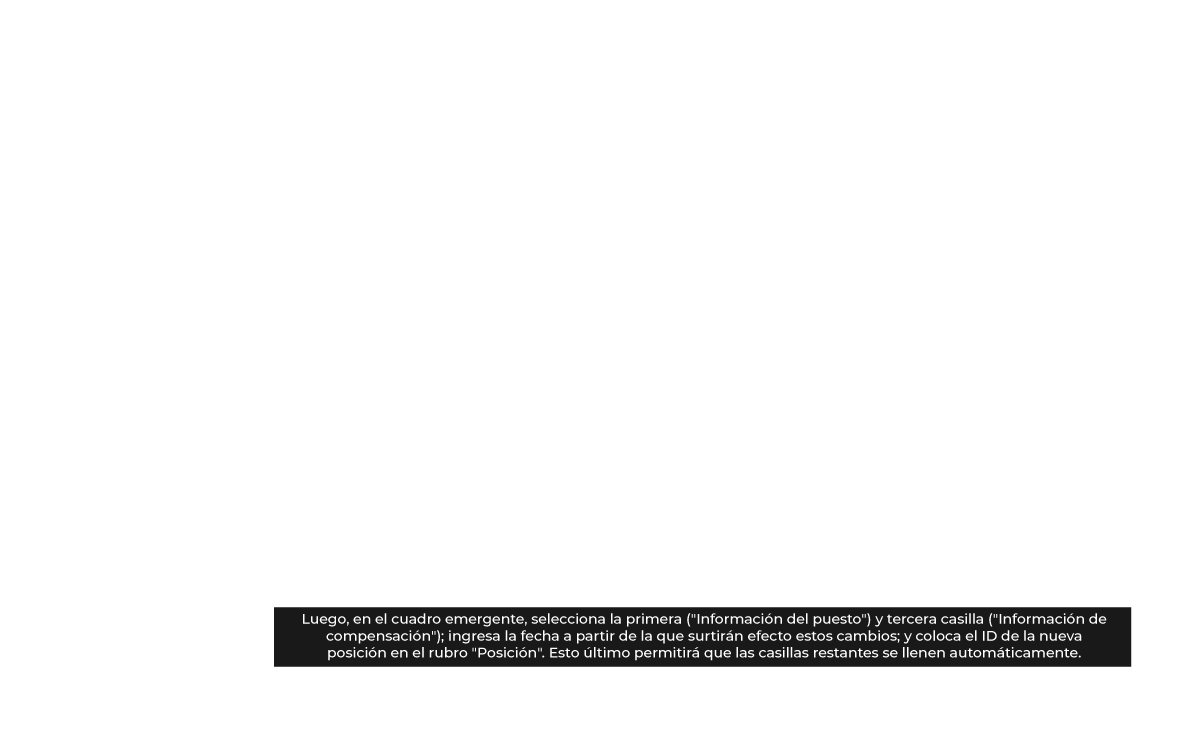 Luego, en el cuadro emergente, selecciona la primera ("Información del puesto") y tercera casilla ("Información de
compensación"); ingresa la fecha a partir de la que surtirán efecto estos cambios; y coloca el ID de la nueva
posición en el rubro "Posición". Esto último permitirá que las casillas restantes se llenen automáticamente.